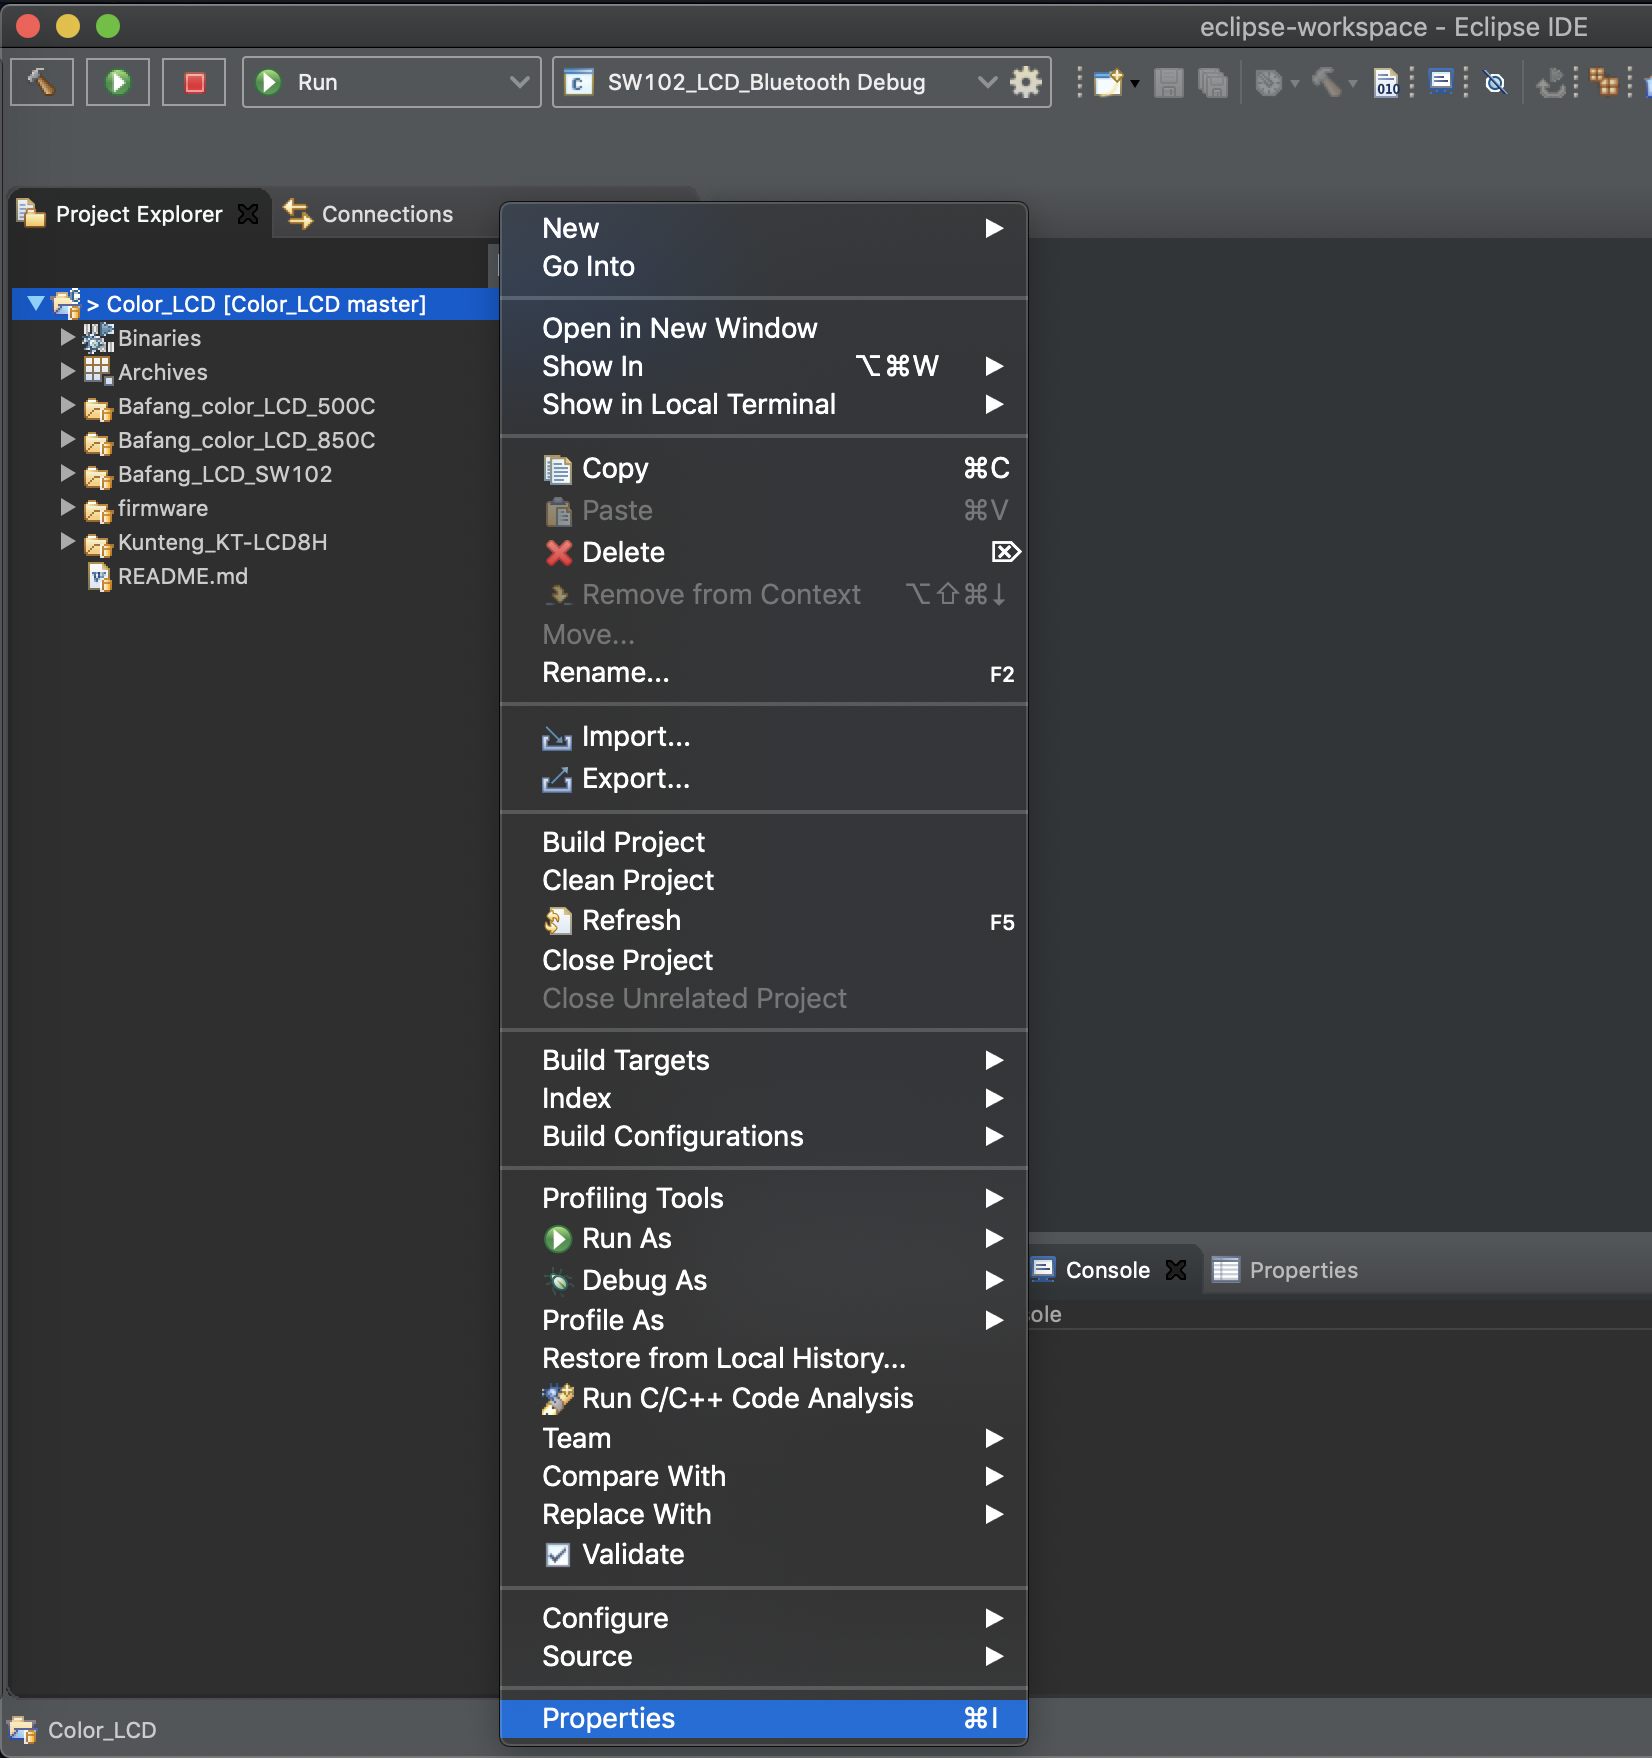 eclipse-workspace - Eclipse IDE
Run
SW102_LCD_Bluetooth Debug
010
Project Explorer
Connections
> Color_LCD [Color_LCD master]
Binaries
Archives
Bafang_color_LCD_500C
Bafang_color_LCD_850C
Bafang_LCD_SW102
firmware
Kunteng_KT-LCD8H
README.md
New
Go Into
Open in New Window
Show In ⌥⌘W
Show in Local Terminal
Copy ⌘C
Paste ⌘V
Delete ⌦
Remove from Context ⌥⇧⌘↓
Move...
Rename... F2
Import...
Export...
Build Project
Clean Project
Refresh F5
Close Project
Close Unrelated Project
Build Targets
Index
Build Configurations
Profiling Tools
Run As
Debug As
Profile As
Restore from Local History...
Run C/C++ Code Analysis
Team
Compare With
Replace With
Validate
Configure
Source
Properties ⌘I
Console
Properties
ole
Color_LCD